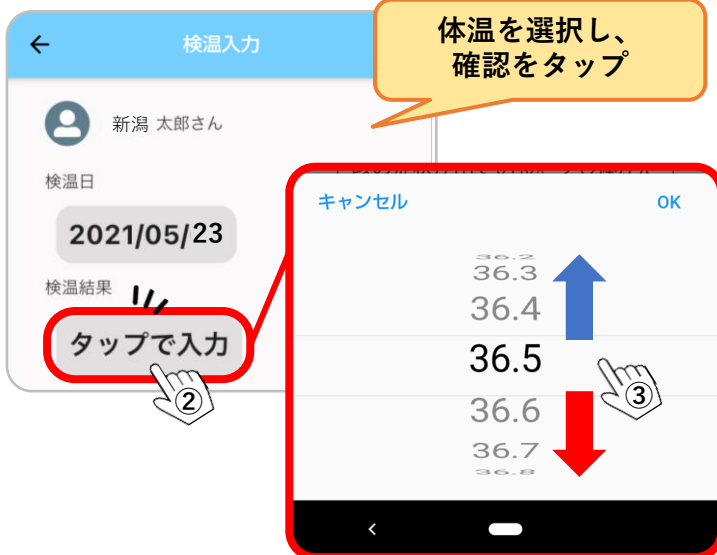 検温入力
体温を選択し、
確認をタップ
新潟 太郎さん
検温日
2021/05/23
検温結果
タップで入力
②
キャンセル
OK
36.2
36.3
36.4
36.5
③
36.6
36.7
36.8